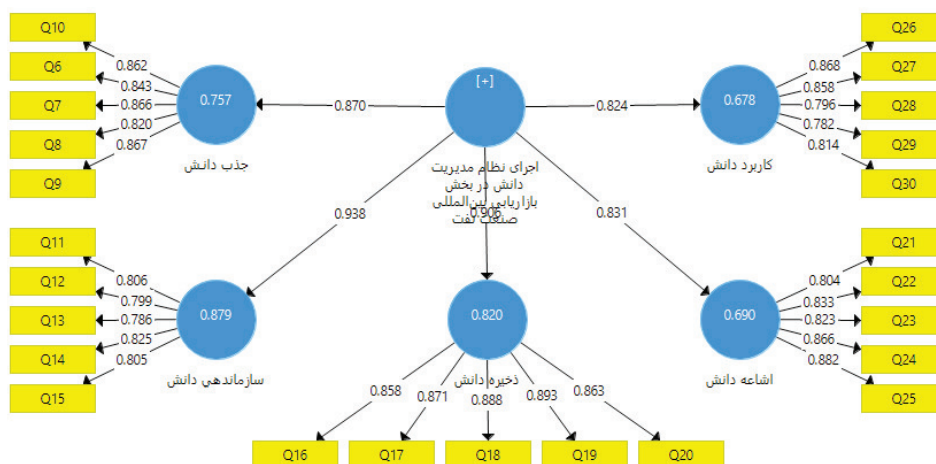 Q10
Q6
Q7
Q8
Q9
0.862
0.843
0.866
0.820
0.867
0.757
جذب دانش
0.870
[+]
اجرای نظام مدیریت
دانش در بخش
بازاریابی بین‌المللی
صنعت نفت
0.824
0.678
کاربرد دانش
0.868
0.858
0.796
0.782
0.814
Q26
Q27
Q28
Q29
Q30
0.938
0.906
0.831
Q11
Q12
Q13
Q14
Q15
0.806
0.799
0.786
0.825
0.805
0.879
سازماندهی دانش
0.820
ذخیره دانش
0.690
اشاعه دانش
0.804
0.833
0.823
0.866
0.882
Q21
Q22
Q23
Q24
Q25
0.858
0.871
0.888
0.893
0.863
Q16
Q17
Q18
Q19
Q20